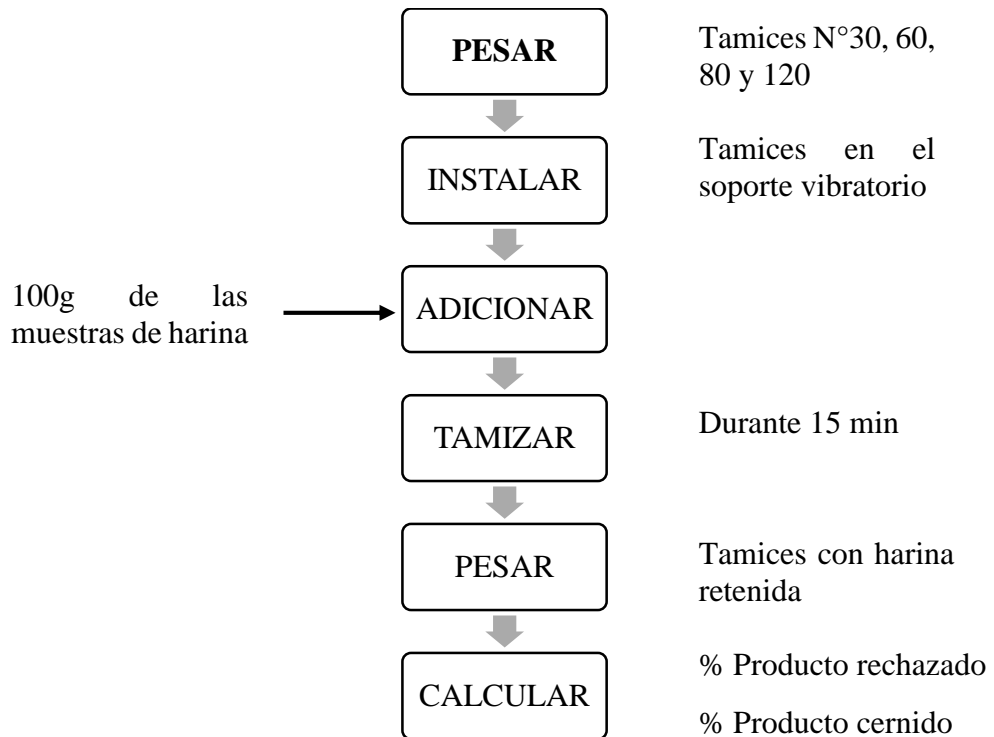 PESAR
Tamices N°30, 60,
80 y 120
INSTALAR
Tamices en el
soporte vibratorio
100g de las
muestras de harina
ADICIONAR
TAMIZAR
Durante 15 min
PESAR
Tamices con harina
retenida
CALCULAR
% Producto rechazado
% Producto cernido